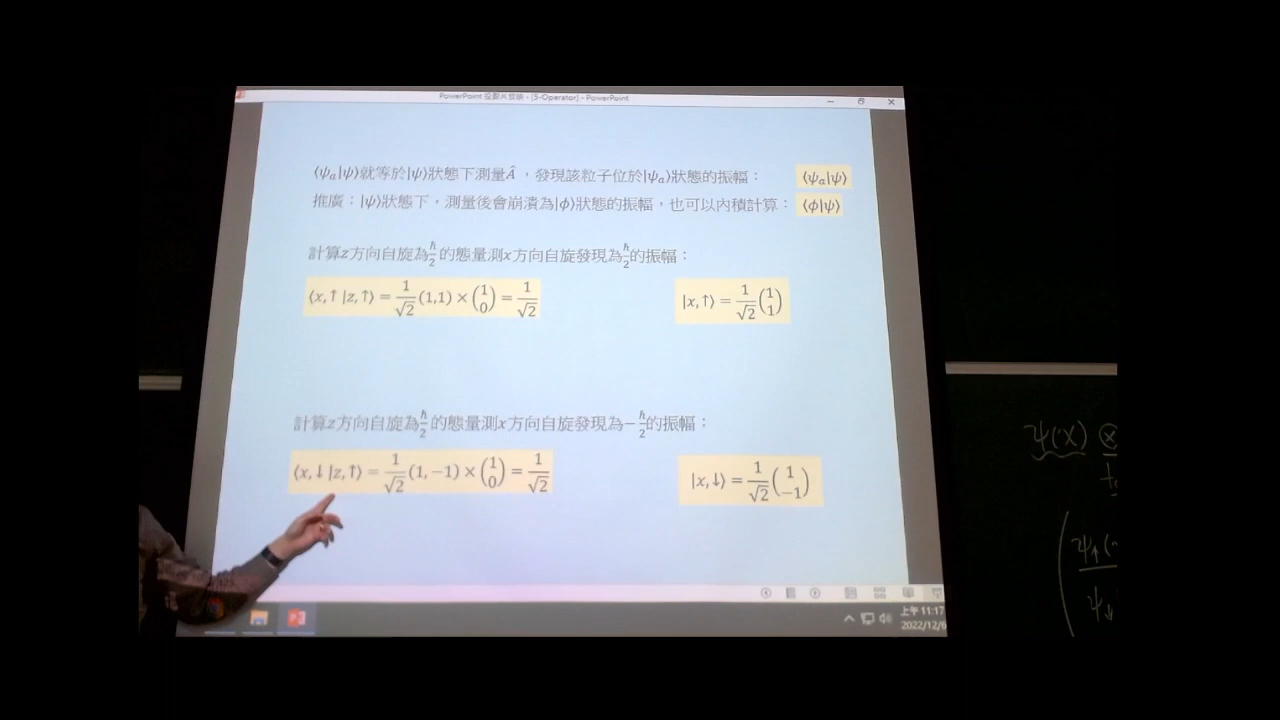 PowerPoint 投影片放映 - [5-Operator] - PowerPoint
⟨ψₐ|ψ⟩就等於|ψ⟩狀態下測量Â，發現該粒子位於|ψₐ⟩狀態的振幅： ⟨ψₐ|ψ⟩
推廣：|ψ⟩狀態下，測量後會崩潰為|ϕ⟩狀態的振幅，也可以內積計算： ⟨ϕ|ψ⟩
計算z方向自旋為ℏ/2的態量測x方向自旋發現為ℏ/2的振幅：
⟨x,↑|z,↑⟩ = 1/√2 (1,1) × (1 0) = 1/√2 |x,↑⟩ = 1/√2 (1 1)
計算z方向自旋為ℏ/2的態量測x方向自旋發現為−ℏ/2的振幅：
⟨x,↓|z,↑⟩ = 1/√2 (1,−1) × (1 0) = 1/√2 |x,↓⟩ = 1/√2 (1 −1)
上午 11:17
2022/12/6
ψ(x) ⊗
ψ↑(
ψ↓